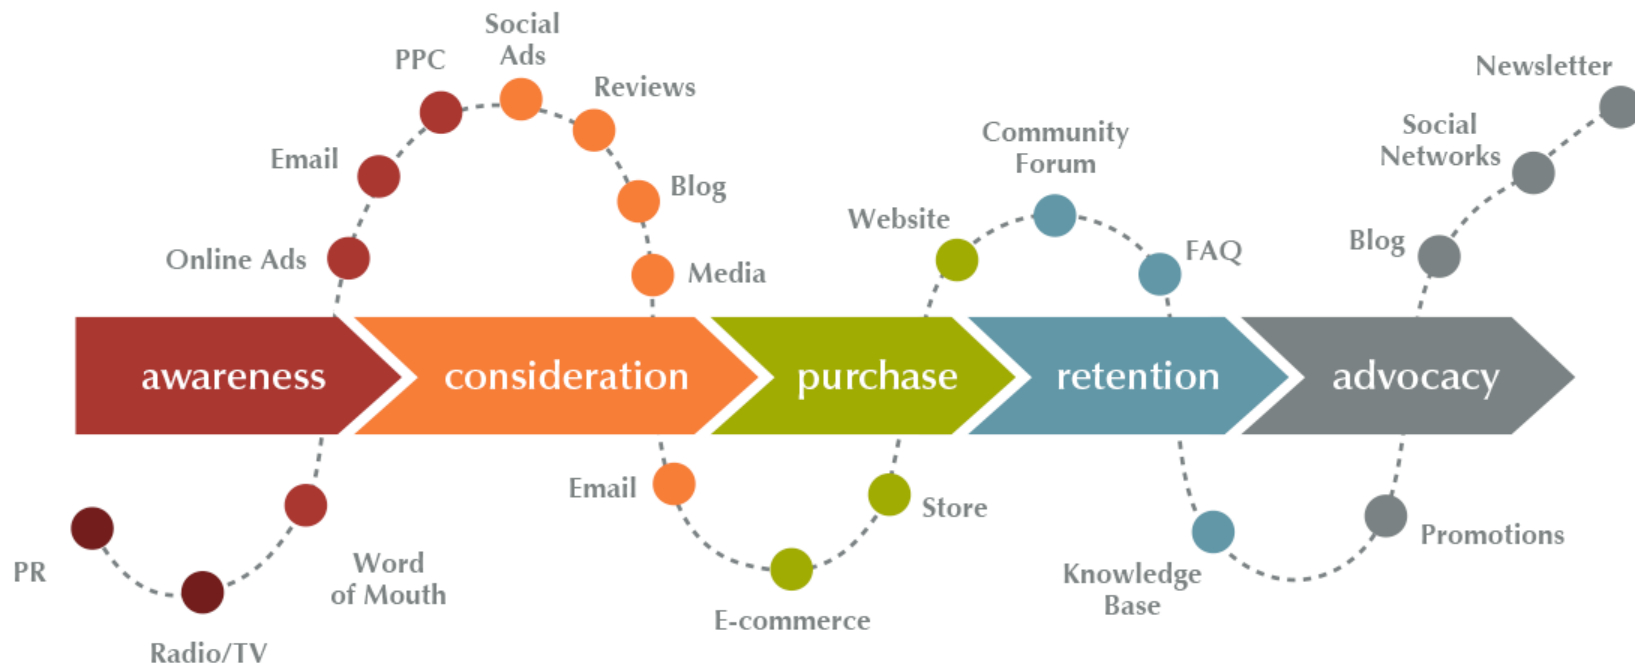 Social
Ads
PPC
Reviews
Email
Blog
Online Ads
Media
Community
Forum
Website
FAQ
Newsletter
Social
Networks
Blog
awareness
consideration
purchase
retention
advocacy
PR
Radio/TV
Word
of Mouth
Email
E-commerce
Store
Knowledge
Base
Promotions